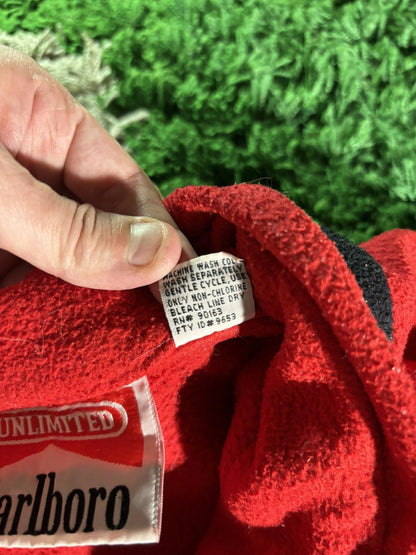 MACHINE WASH COL
WASH SEPARATELY
GENTLE CYCLE, USE
ONLY NON-CHLORINE
BLEACH LINE DRY
RN# 90163
FTY ID# 9653
UNLIMITED
arlboro